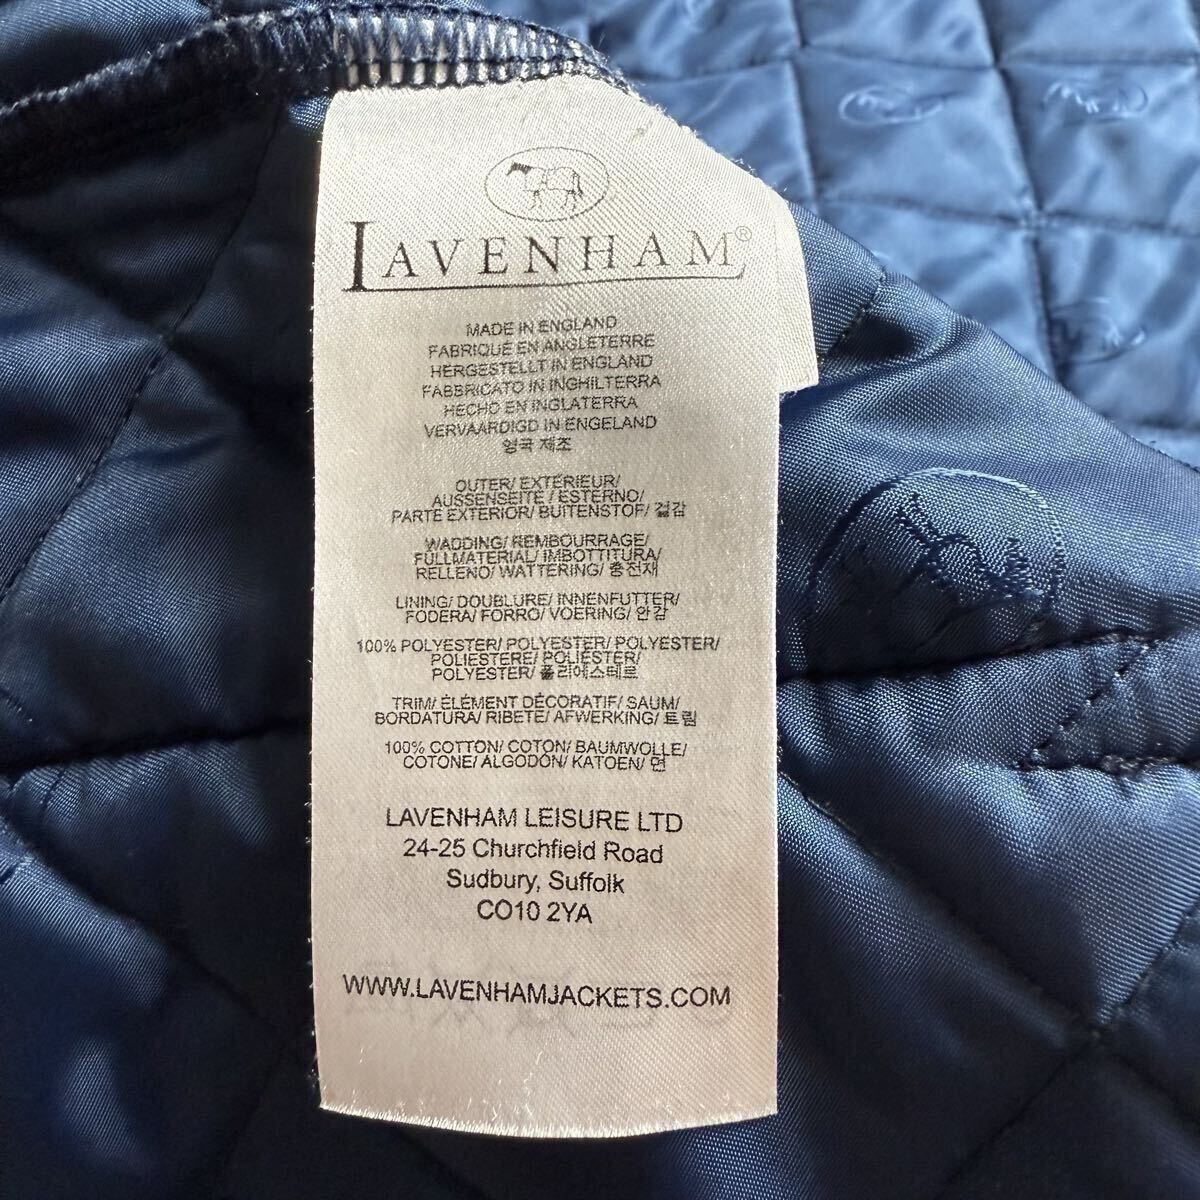 LAVENHAM®
MADE IN ENGLAND
FABRIQUÉ EN ANGLETERRE
HERGESTELLT IN ENGLAND
FABBRICATO IN INGHILTERRA
HECHO EN INGLATERRA
VERVAARDIGD IN ENGELAND
영국 제조
OUTER/ EXTÉRIEUR/
AUSSENSEITE / ESTERNO/
PARTE EXTERIOR/ BUITENSTOF/ 겉감
WADDING/ REMBOURRAGE/
FÜLLMATERIAL/ IMBOTTITURA/
RELLENO/ WATTERING/ 충전재
LINING/ DOUBLURE/ INNENFUTTER/
FODERA/ FORRO/ VOERING/ 안감
100% POLYESTER/ POLYESTER/ POLYESTER/
POLIESTERE/ POLIÉSTER/
POLYESTER/ 폴리에스테르
TRIM/ ÉLÉMENT DÉCORATIF/ SAUM/
BORDATURA/ RIBETE/ AFWERKING/ 트림
100% COTTON/ COTON/ BAUMWOLLE/
COTONE/ ALGODÓN/ KATOEN/ 면
LAVENHAM LEISURE LTD
24-25 Churchfield Road
Sudbury, Suffolk
CO10 2YA
WWW.LAVENHAMJACKETS.COM